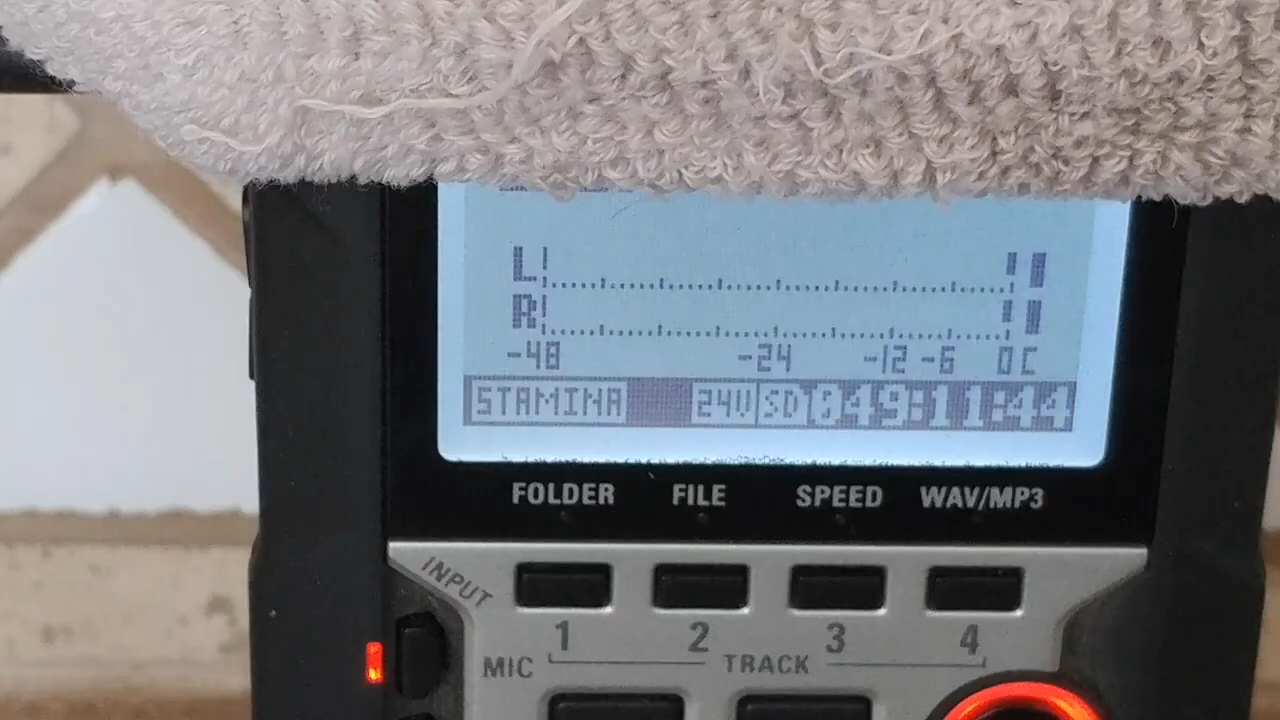 L
R
-48 -24 -12 -6 0 C
STAMINA 24V SD 049:11:44
FOLDER FILE SPEED WAV/MP3
INPUT
1 2 3 4
MIC TRACK